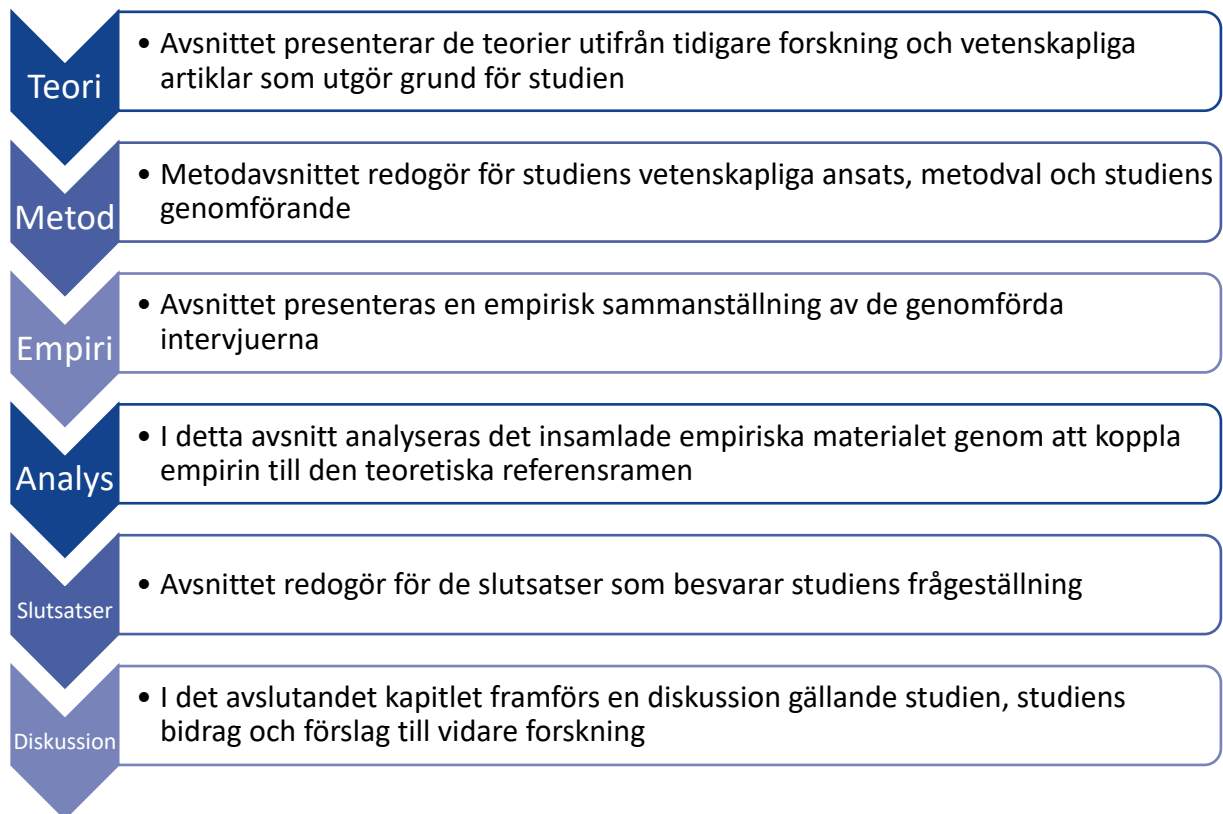 Teori
• Avsnittet presenterar de teorier utifrån tidigare forskning och vetenskapliga
artiklar som utgör grund för studien
Metod
• Metodavsnittet redogör för studiens vetenskapliga ansats, metodval och studiens
genomförande
Empiri
• Avsnittet presenteras en empirisk sammanställning av de genomförda
intervjuerna
Analys
• I detta avsnitt analyseras det insamlade empiriska materialet genom att koppla
empirin till den teoretiska referensramen
Slutsatser
• Avsnittet redogör för de slutsatser som besvarar studiens frågeställning
Diskussion
• I det avslutandet kapitlet framförs en diskussion gällande studien, studiens
bidrag och förslag till vidare forskning